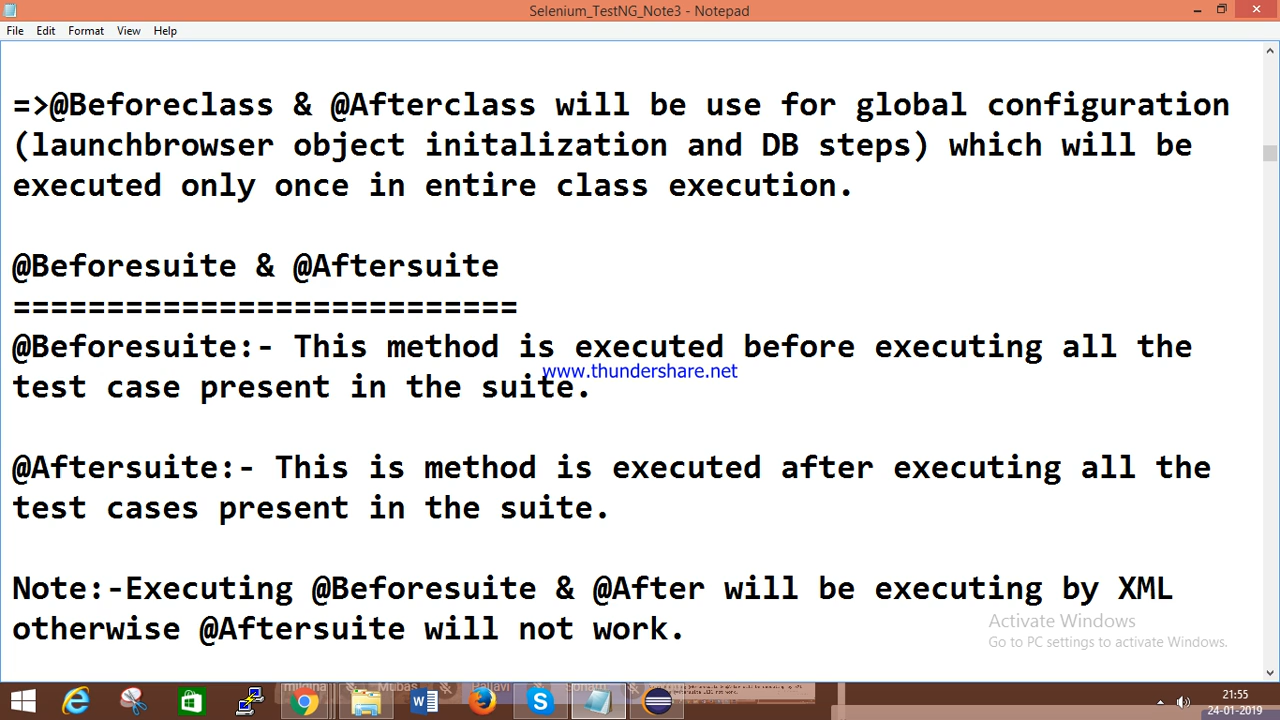 Selenium_TestNG_Note3 - Notepad
File Edit Format View Help
=>@Beforeclass & @Afterclass will be use for global configuration
(launchbrowser object initalization and DB steps) which will be
executed only once in entire class execution.
@Beforesuite & @Aftersuite
===========================
@Beforesuite:- This method is executed before executing all the
www.thundershare.net
test case present in the suite.
@Aftersuite:- This is method is executed after executing all the
test cases present in the suite.
Note:-Executing @Beforesuite & @After will be executing by XML
otherwise @Aftersuite will not work.
Activate Windows
Go to PC settings to activate Windows.
21:55
24-01-2019